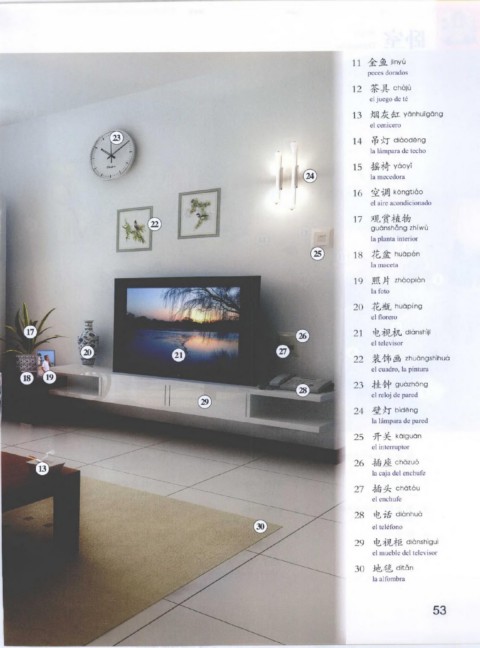 11 金鱼 jīnyú
peces dorados
12 茶具 chájù
el juego de té
13 烟灰缸 yānhuīgāng
el cenicero
14 吊灯 diàodēng
la lámpara de techo
15 摇椅 yáoyǐ
la mecedora
16 空调 kōngtiáo
el aire acondicionado
17 观赏植物
guānshǎng zhíwù
la planta interior
18 花盆 huāpén
la maceta
19 照片 zhàopiàn
la foto
20 花瓶 huāpíng
el florero
21 电视机 diànshìjī
el televisor
22 装饰画 zhuāngshìhuà
el cuadro, la pintura
23 挂钟 guàzhōng
el reloj de pared
24 壁灯 bìdēng
la lámpara de pared
25 开关 kāiguān
el interruptor
26 插座 chāzuò
la caja del enchufe
27 插头 chātóu
el enchufe
28 电话 diànhuà
el teléfono
29 电视柜 diànshìguì
el mueble del televisor
30 地毯 dìtǎn
la alfombra
23
24
22
25
17
26
20
21
27
18
19
28
29
13
30
53